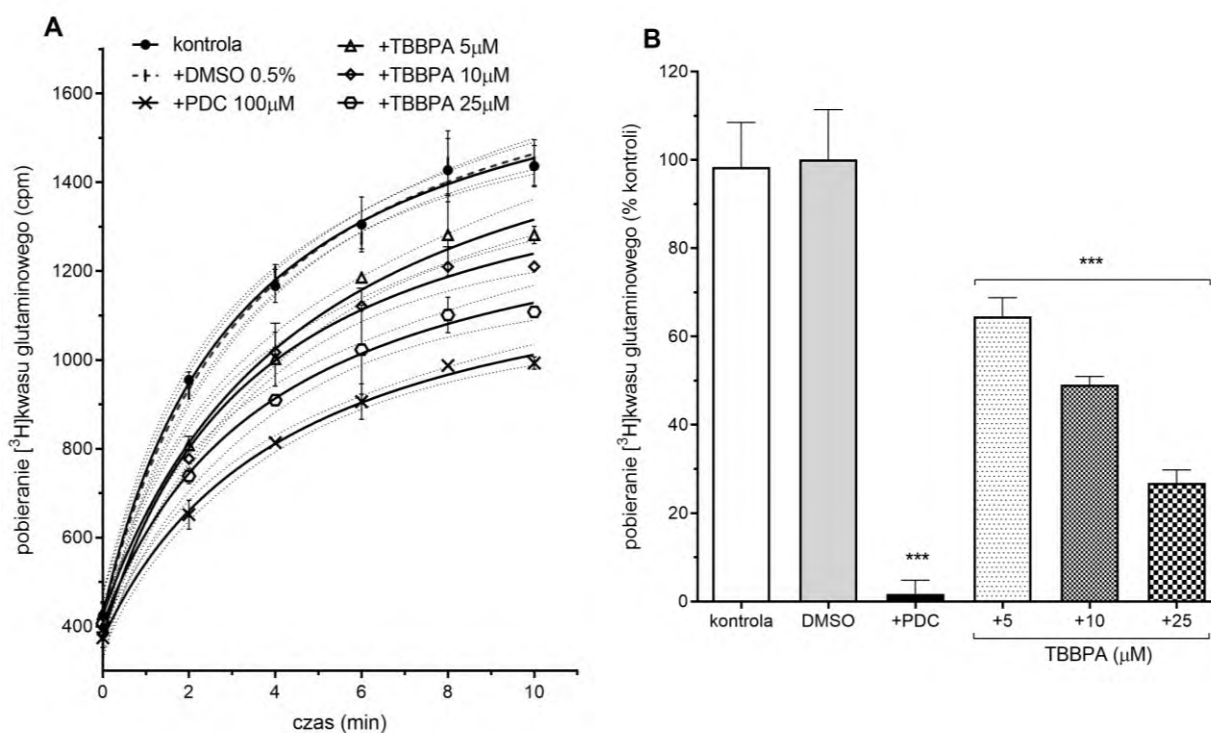 A
kontrola
+DMSO 0.5%
+PDC 100μM
+TBBPA 5μM
+TBBPA 10μM
+TBBPA 25μM
pobieranie [³H]kwasu glutaminowego (cpm)
1600
1400
1200
1000
800
600
400
0 2 4 6 8 10
czas (min)
B
pobieranie [³H]kwasu glutaminowego (% kontroli)
120
100
80
60
40
20
0
***
***
kontrola DMSO +PDC +5 +10 +25
TBBPA (μM)